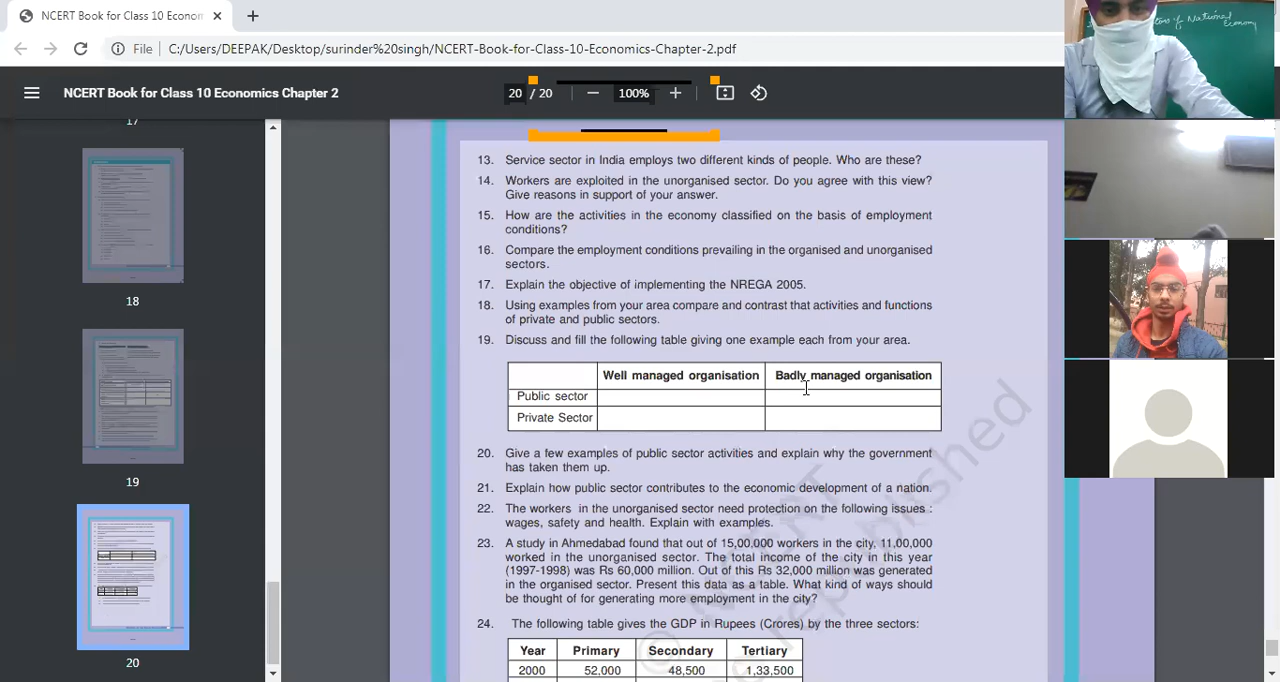 NCERT Book for Class 10 Econom
File C:/Users/DEEPAK/Desktop/surinder%20singh/NCERT-Book-for-Class-10-Economics-Chapter-2.pdf
NCERT Book for Class 10 Economics Chapter 2
20 / 20
100%
17
18
19
20
of National
Economy
13. Service sector in India employs two different kinds of people. Who are these?
14. Workers are exploited in the unorganised sector. Do you agree with this view?
Give reasons in support of your answer.
15. How are the activities in the economy classified on the basis of employment
conditions?
16. Compare the employment conditions prevailing in the organised and unorganised
sectors.
17. Explain the objective of implementing the NREGA 2005.
18. Using examples from your area compare and contrast that activities and functions
of private and public sectors.
19. Discuss and fill the following table giving one example each from your area.
Well managed organisation Badly managed organisation
Public sector
Private Sector
20. Give a few examples of public sector activities and explain why the government
has taken them up.
21. Explain how public sector contributes to the economic development of a nation.
22. The workers in the unorganised sector need protection on the following issues :
wages, safety and health. Explain with examples.
23. A study in Ahmedabad found that out of 15,00,000 workers in the city, 11,00,000
worked in the unorganised sector. The total income of the city in this year
(1997-1998) was Rs 60,000 million. Out of this Rs 32,000 million was generated
in the organised sector. Present this data as a table. What kind of ways should
be thought of for generating more employment in the city?
24. The following table gives the GDP in Rupees (Crores) by the three sectors:
Year Primary Secondary Tertiary
2000 52,000 48,500 1,33,500